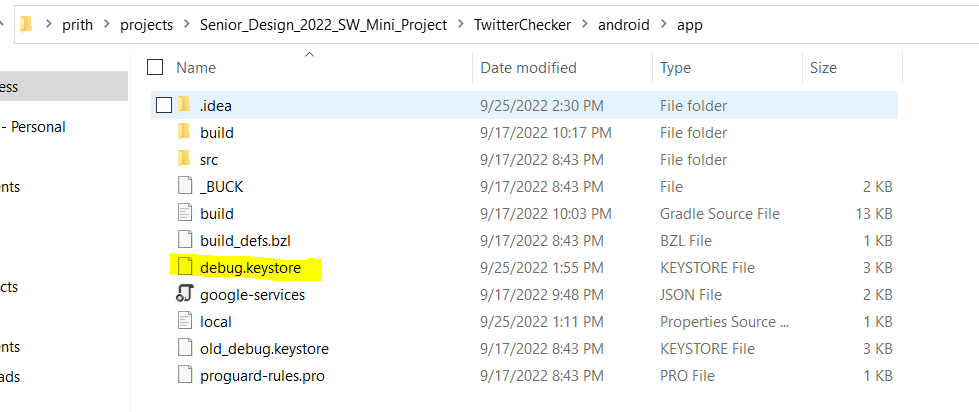 prith > projects > Senior_Design_2022_SW_Mini_Project > TwitterChecker > android > app
Name Date modified Type Size
ess
.idea 9/25/2022 2:30 PM File folder
- Personal
build 9/17/2022 10:17 PM File folder
src 9/17/2022 8:43 PM File folder
ents
_BUCK 9/17/2022 8:43 PM File 2 KB
build 9/17/2022 10:03 PM Gradle Source File 13 KB
build_defs.bzl 9/17/2022 8:43 PM BZL File 1 KB
debug.keystore 9/25/2022 1:55 PM KEYSTORE File 3 KB
cts
google-services 9/17/2022 9:48 PM JSON File 2 KB
local 9/25/2022 1:11 PM Properties Source ... 1 KB
ents
old_debug.keystore 9/17/2022 8:43 PM KEYSTORE File 3 KB
ads
proguard-rules.pro 9/17/2022 8:43 PM PRO File 1 KB